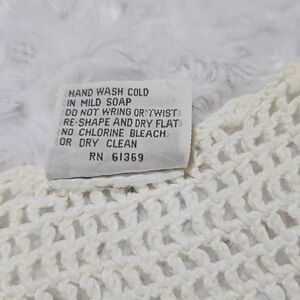 HAND WASH COLD
IN MILD SOAP
DO NOT WRING OR TWIST
RE-SHAPE AND DRY FLAT
NO CHLORINE BLEACH
OR DRY CLEAN
RN 61369